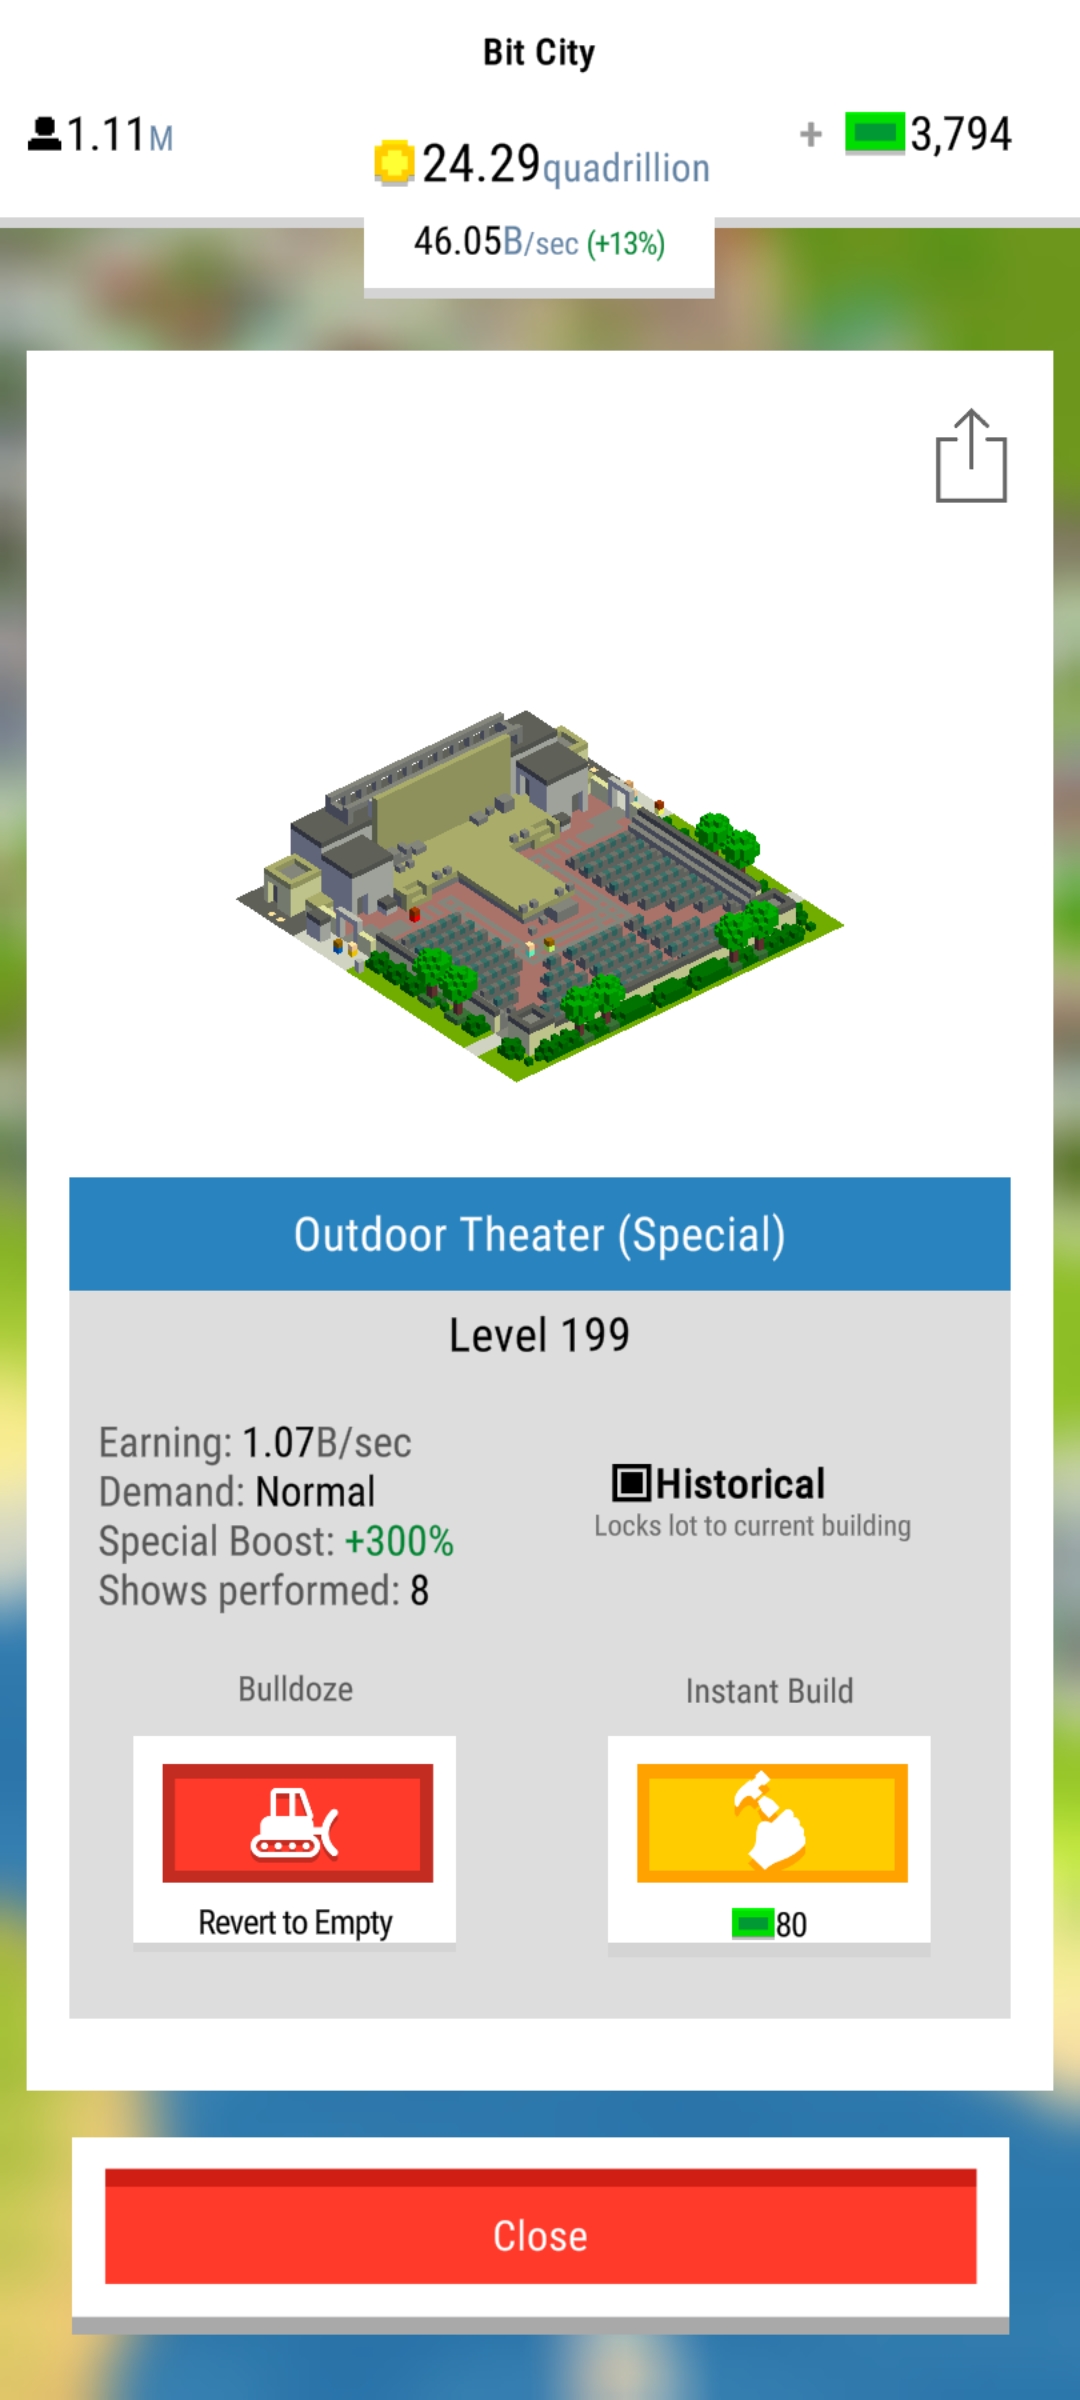 Bit City
1.11M
24.29quadrillion
+ 3,794
46.05B/sec (+13%)
Outdoor Theater (Special)
Level 199
Earning: 1.07B/sec
Demand: Normal
Special Boost: +300%
Shows performed: 8
Historical
Locks lot to current building
Bulldoze
Instant Build
Revert to Empty
80
Close